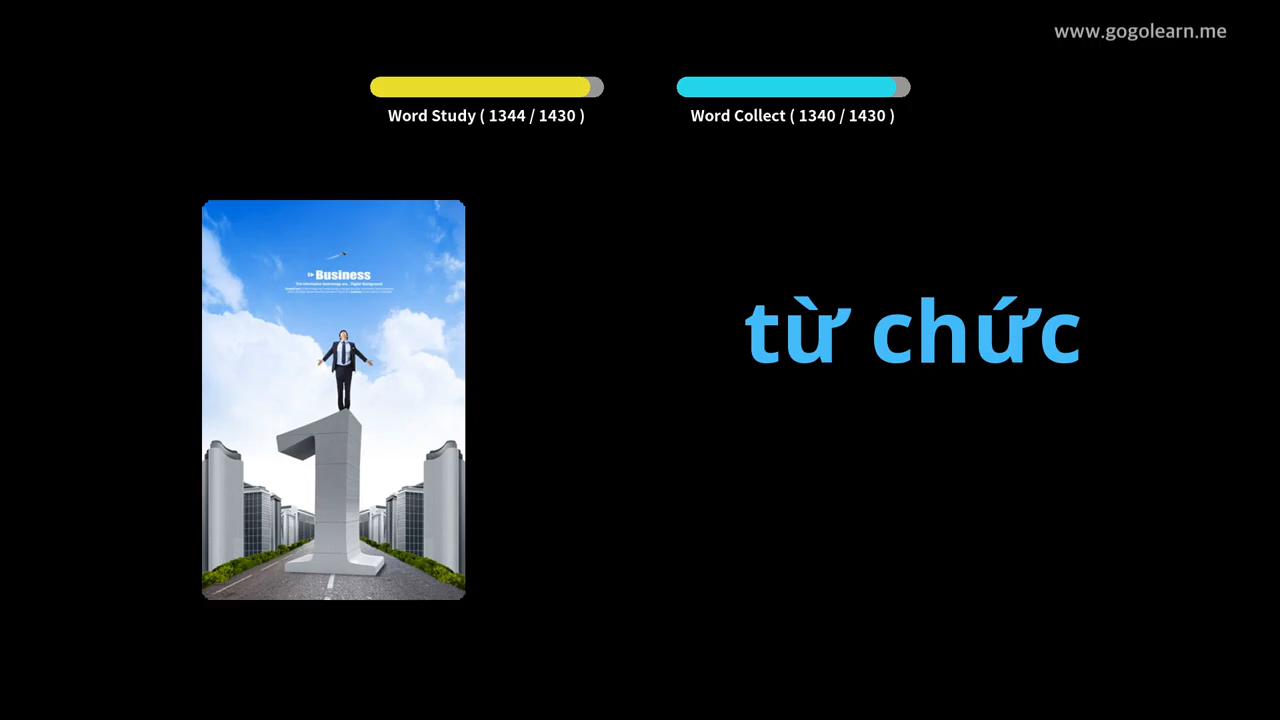 www.gogolearn.me
Word Study ( 1344 / 1430 )
Word Collect ( 1340 / 1430 )
Business
từ chức